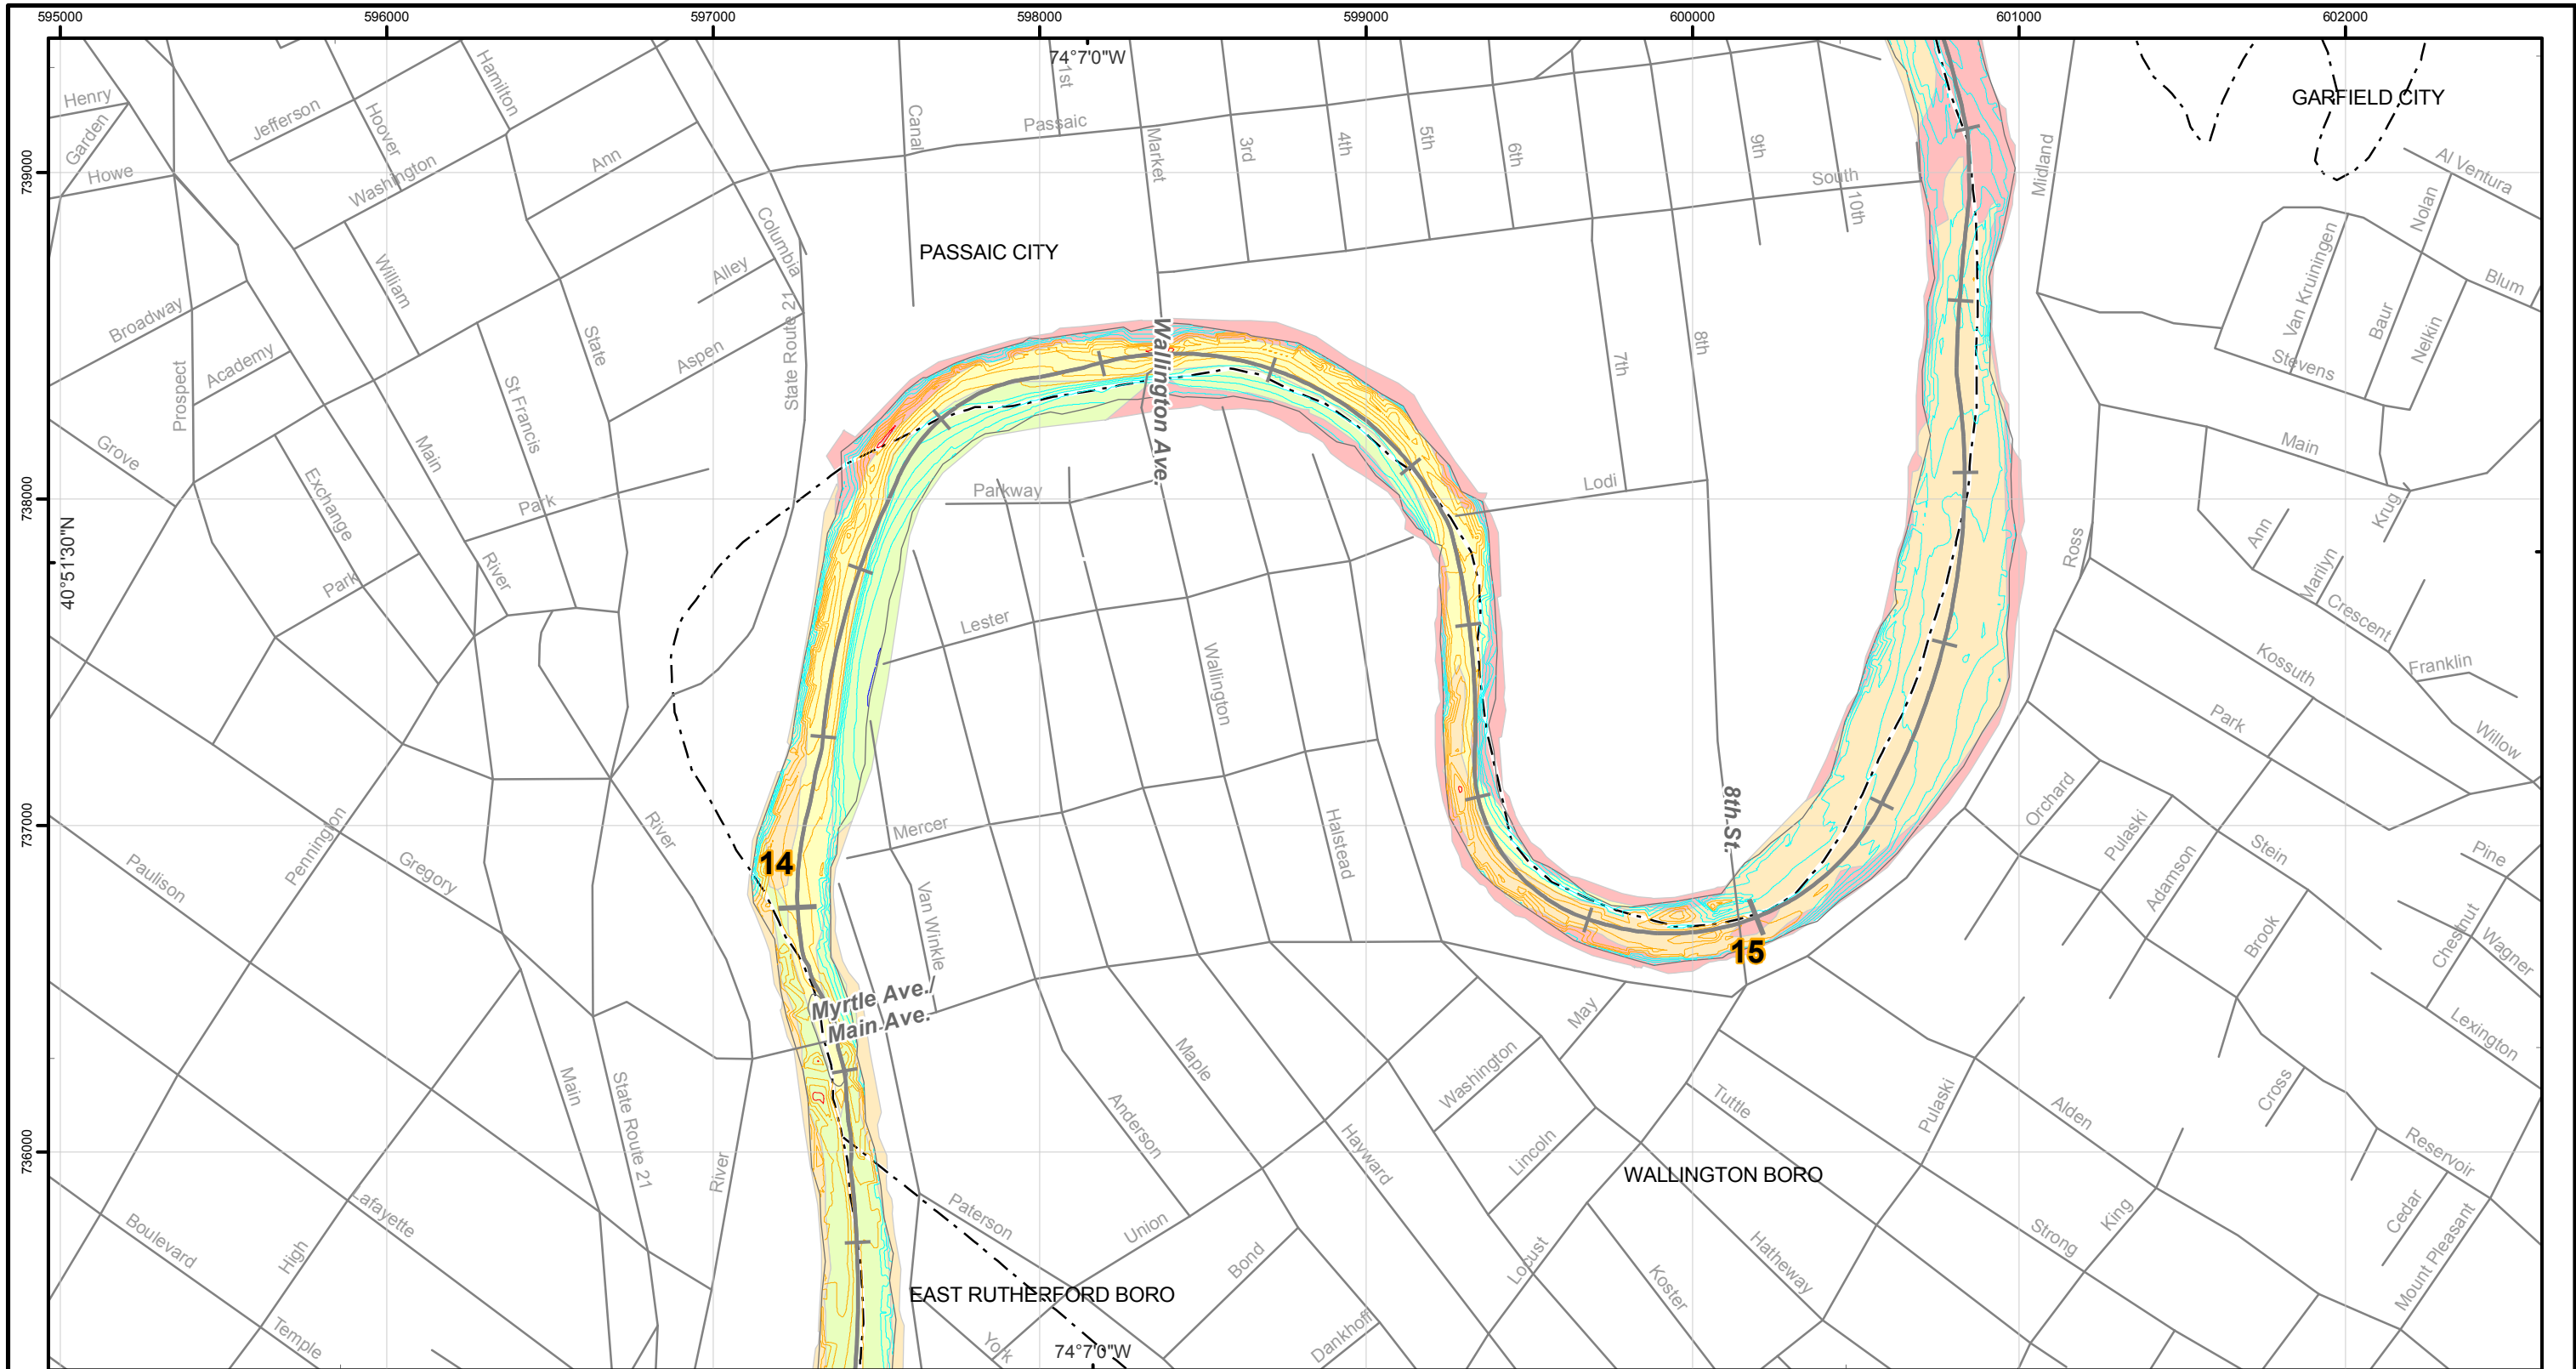 595000
596000
597000
598000
599000
600000
601000
602000
74°7'0"W
Henry
Garden
Howe
Jefferson
Hoover
Hamilton
Washington
Ann
Canal
1st
Passaic
Market
3rd
4th
5th
6th
9th
South
10th
Midland
GARFIELD CITY
Al Ventura
Nolan
Van Kruiningen
Baur
Blum
Nelkin
Stevens
739000
PASSAIC CITY
Columbia
Alley
William
State Route 21
Broadway
Academy
Prospect
State
Aspen
St Francis
Wallington Ave.
7th
8th
Main
Grove
Main
Exchange
Park
Park
River
738000
40°51'30"N
Parkway
Lodi
Ross
Ann
Krug
Marilyn
Crescent
Franklin
Kossuth
Park
Willow
Lester
Wallington
Mercer
Halstead
8th St.
737000
Pennington
River
14
Gregory
Paulison
Van Winkle
15
Orchard
Pulaski
Adamson
Stein
Pine
Brook
Chestnut
Wagner
Lexington
Myrtle Ave./
Main Ave.
May
Washington
Maple
Anderson
Hayward
Lincoln
Tuttle
Pulaski
Alden
Cross
Reservoir
Main
State Route 21
River
736000
WALLINGTON BORO
Lafayette
Boulevard
High
Temple
Paterson
Union
Bond
Locust
Koster
Hatheway
Strong
King
Cedar
Mount Pleasant
EAST RUTHERFORD BORO
York
Dankhoff
74°7'0"W